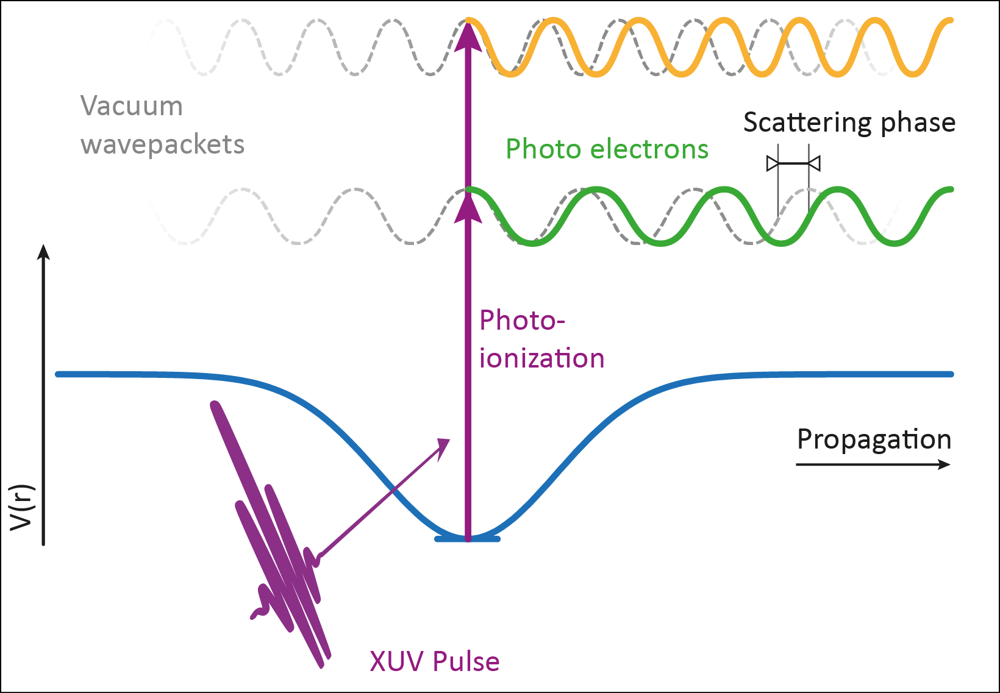 Vacuum
wavepackets
Scattering phase
Photo electrons
Photo-
ionization
Propagation
V(r)
XUV Pulse